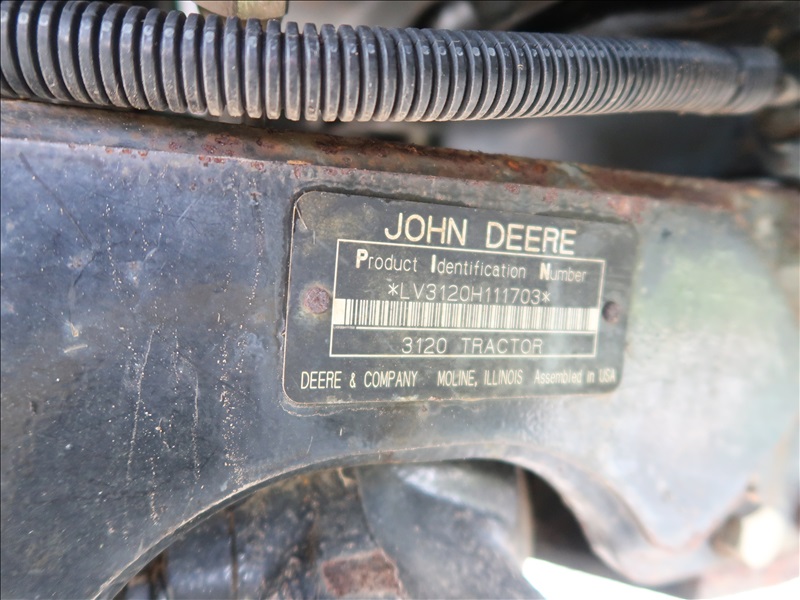 JOHN DEERE
Product Identification Number
*LV3120H111703*
3120 TRACTOR
DEERE & COMPANY MOLINE, ILLINOIS Assembled in USA